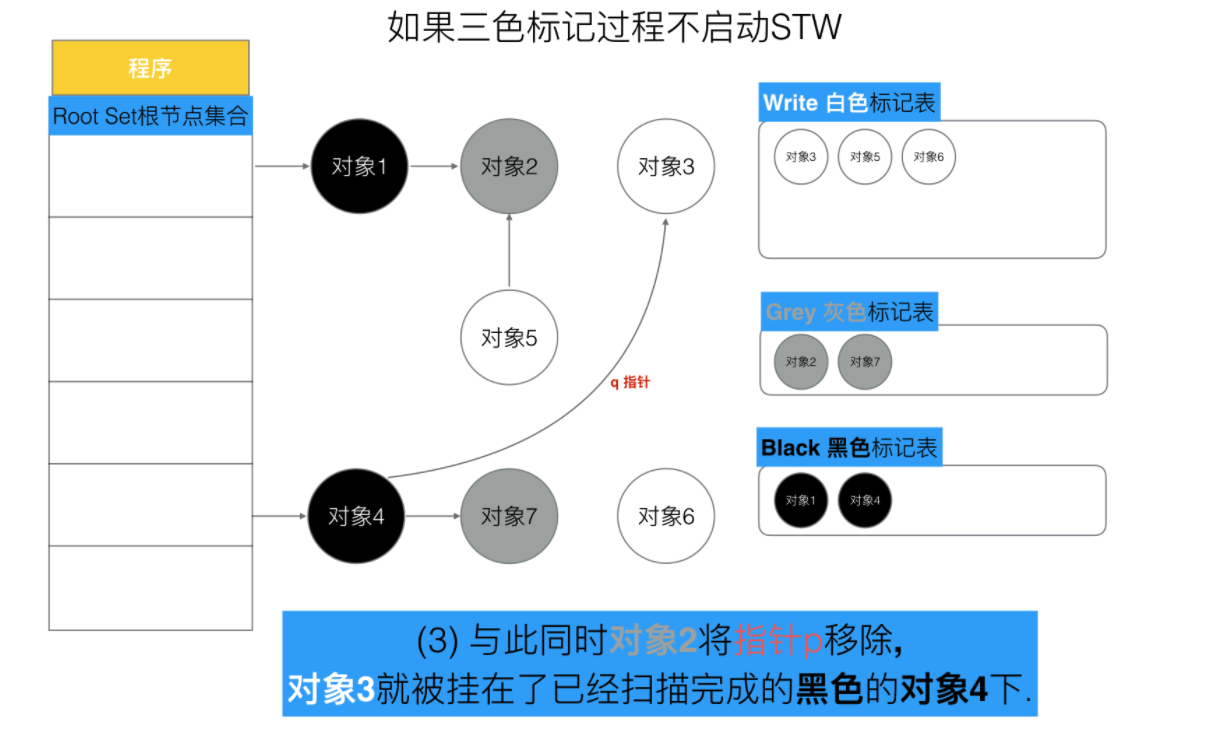 如果三色标记过程不启动STW
程序
Root Set根节点集合
对象1
对象2
对象3
对象5
q 指针
对象4
对象7
对象6
Write 白色标记表
对象3
对象5
对象6
Grey 灰色标记表
对象2
对象7
Black 黑色标记表
对象1
对象4
(3) 与此同时对象2将指针p移除,
对象3就被挂在了已经扫描完成的黑色的对象4下.